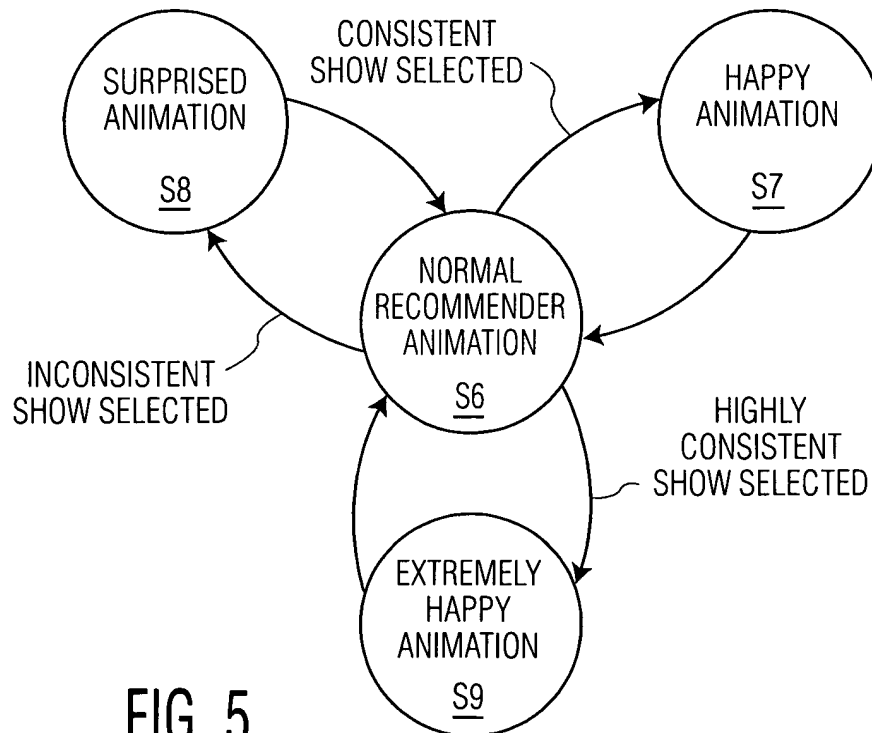 SURPRISED
ANIMATION
S8
CONSISTENT
SHOW SELECTED
HAPPY
ANIMATION
S7
NORMAL
RECOMMENDER
ANIMATION
S6
INCONSISTENT
SHOW SELECTED
HIGHLY
CONSISTENT
SHOW SELECTED
EXTREMELY
HAPPY
ANIMATION
S9
FIG. 5